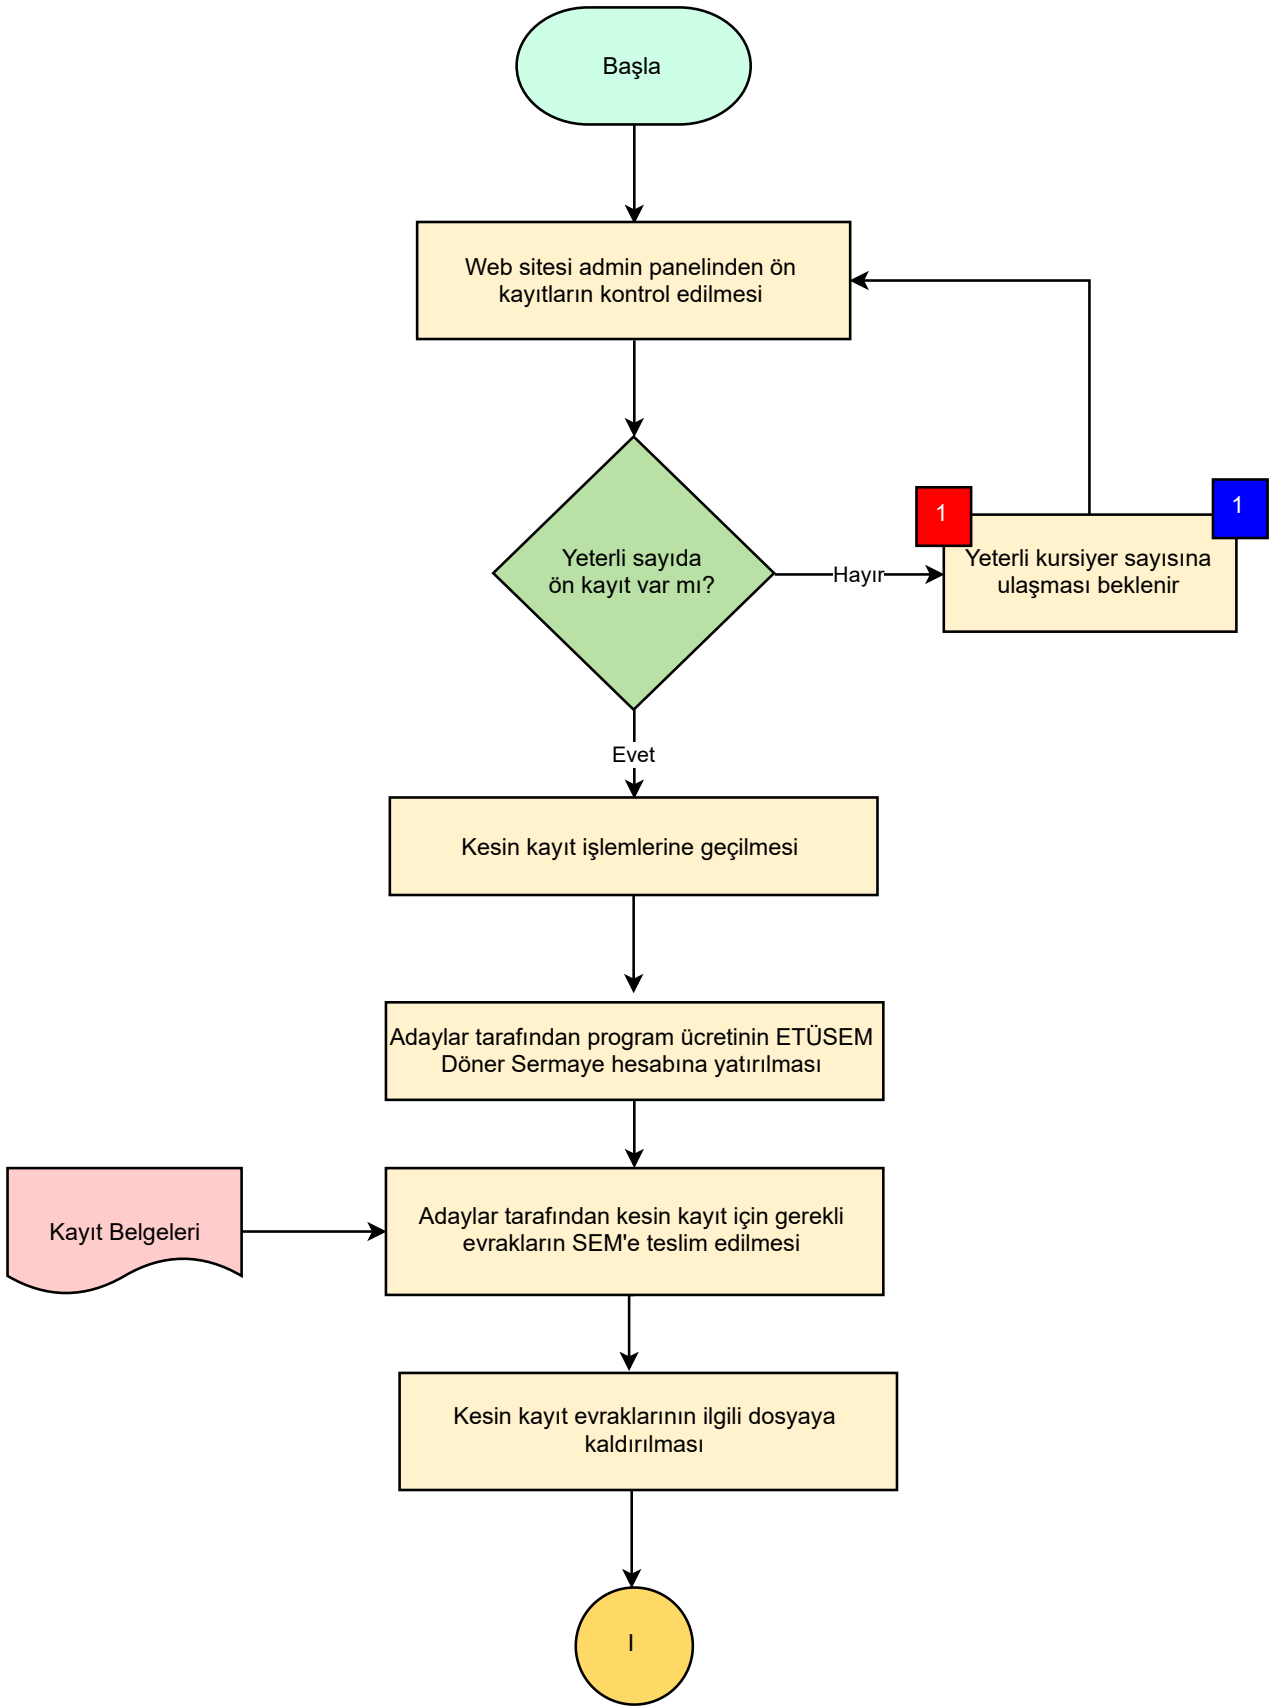 Başla
Web sitesi admin panelinden ön
kayıtların kontrol edilmesi
Yeterli sayıda
ön kayıt var mı?
Hayır
1
1
Yeterli kursiyer sayısına
ulaşması beklenir
Evet
Kesin kayıt işlemlerine geçilmesi
Adaylar tarafından program ücretinin ETÜSEM
Döner Sermaye hesabına yatırılması
Kayıt Belgeleri
Adaylar tarafından kesin kayıt için gerekli
evrakların SEM'e teslim edilmesi
Kesin kayıt evraklarının ilgili dosyaya
kaldırılması
I